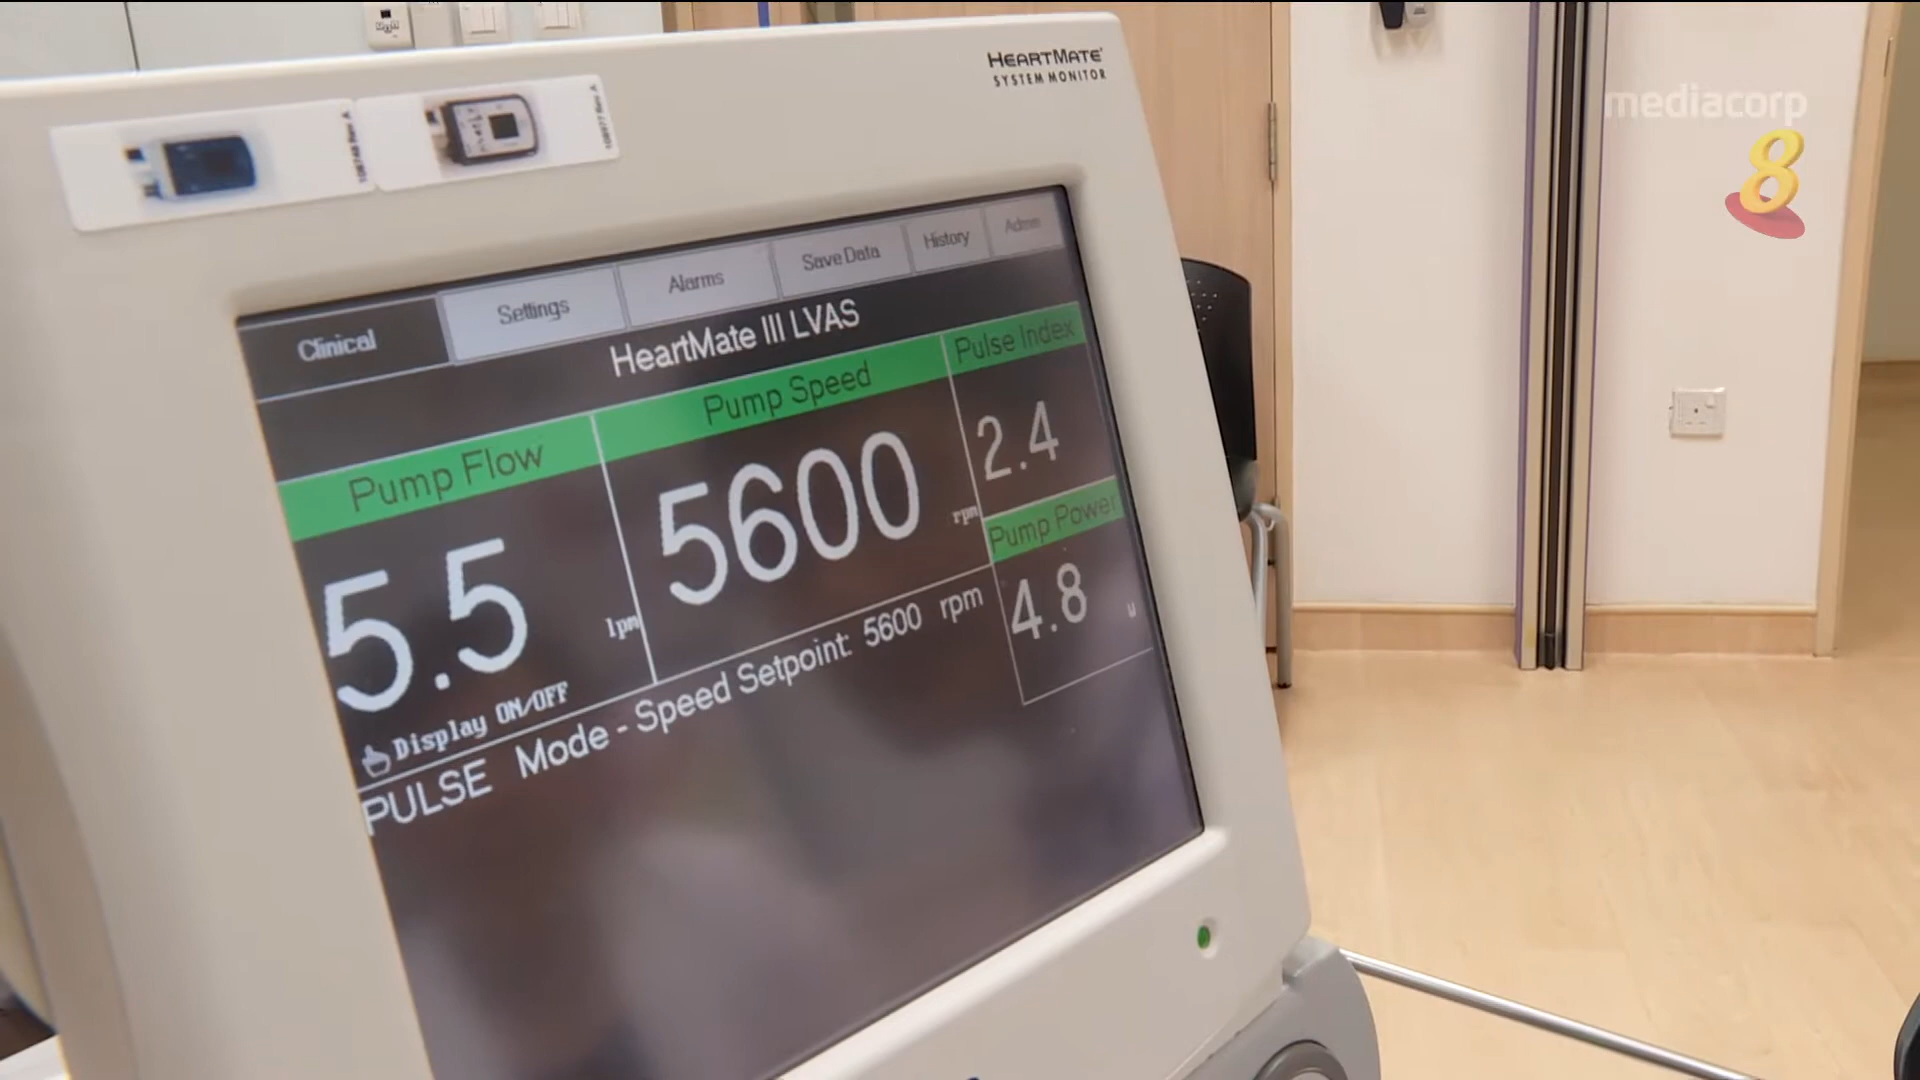 HEARTMATE
SYSTEM MONITOR
mediacorp
8
106748 Rev A
Clinical
Settings
Alarms
Save Data
History
Admin
HeartMate III LVAS
Pump Flow
Pump Speed
Pulse Index
5.5 lpm
5600 rpm
2.4
Pump Power
4.8 w
Display ON/OFF
PULSE Mode - Speed Setpoint: 5600 rpm